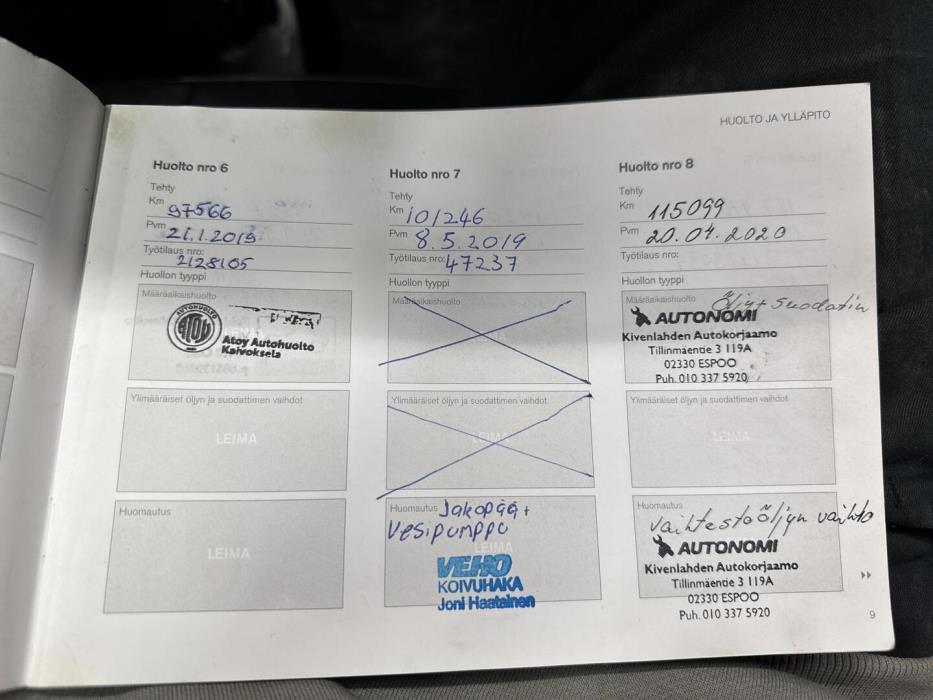 HUOLTO JA YLLÄPITO
Huolto nro 6
Tehty
Km 97566
Pvm 21.1.2019
Työtilaus nro: 2128105
Huollon tyyppi
Määräaikaishuolto
AUTOHUOLTO
ATOY
Atoy Autohuolto
Kaivoksela
Ylimääräiset öljyn ja suodattimen vaihdot
LEIMA
Huomautus
LEIMA
Huolto nro 7
Tehty
Km 101246
Pvm 8.5.2019
Työtilaus nro: 47237
Huollon tyyppi
Määräaikaishuolto
Ylimääräiset öljyn ja suodattimen vaihdot
LEIMA
Huomautus Jakopää +
Vesipumppu
LEIMA
VEHO
KOIVUHAKA
Joni Haatainen
Huolto nro 8
Tehty
Km 115099
Pvm 20.04.2020
Työtilaus nro:
Huollon tyyppi
Määräaikaishuolto Öljyt suodatin
AUTONOMI
Kivenlahden Autokorjaamo
Tillinmäentie 3 119A
02330 ESPOO
Puh. 010 337 5920
Ylimääräiset öljyn ja suodattimen vaihdot
LEIMA
Huomautus
Vaihtestoöljyn vaihto
AUTONOMI
Kivenlahden Autokorjaamo
Tillinmäentie 3 119A
02330 ESPOO
Puh. 010 337 5920
9